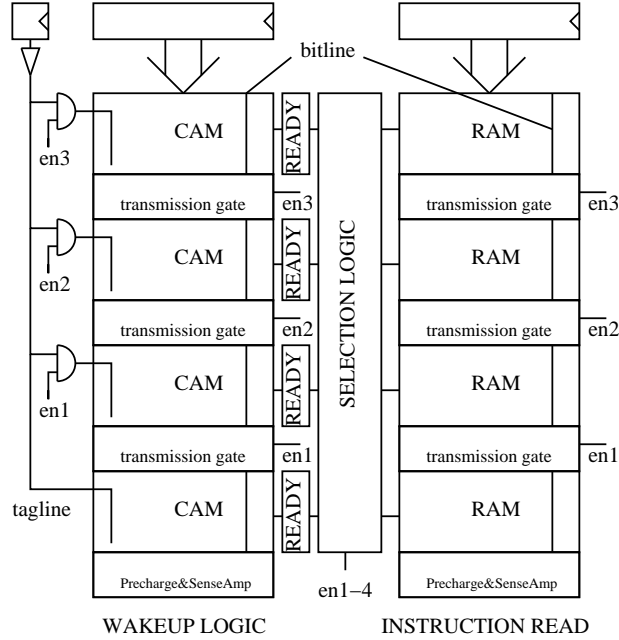 bitline
CAM
READY
RAM
en3
transmission gate
en3
transmission gate
en3
CAM
READY
SELECTION LOGIC
RAM
en2
transmission gate
en2
transmission gate
en2
CAM
READY
RAM
en1
transmission gate
en1
transmission gate
en1
tagline
CAM
READY
RAM
Precharge&SenseAmp
en1−4
Precharge&SenseAmp
WAKEUP LOGIC
INSTRUCTION READ